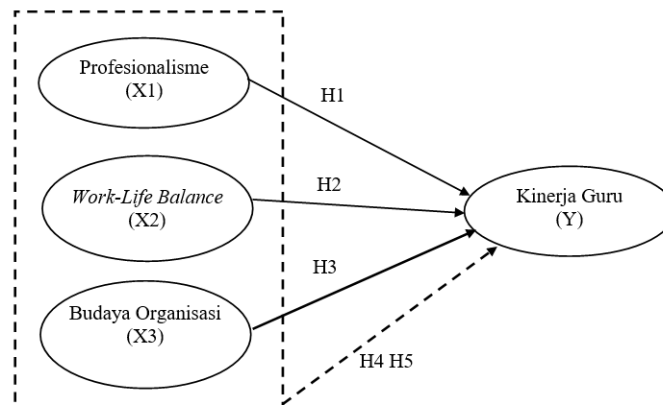 Profesionalisme
(X1)
H1
Work-Life Balance
(X2)
H2
Kinerja Guru
(Y)
H3
Budaya Organisasi
(X3)
H4 H5